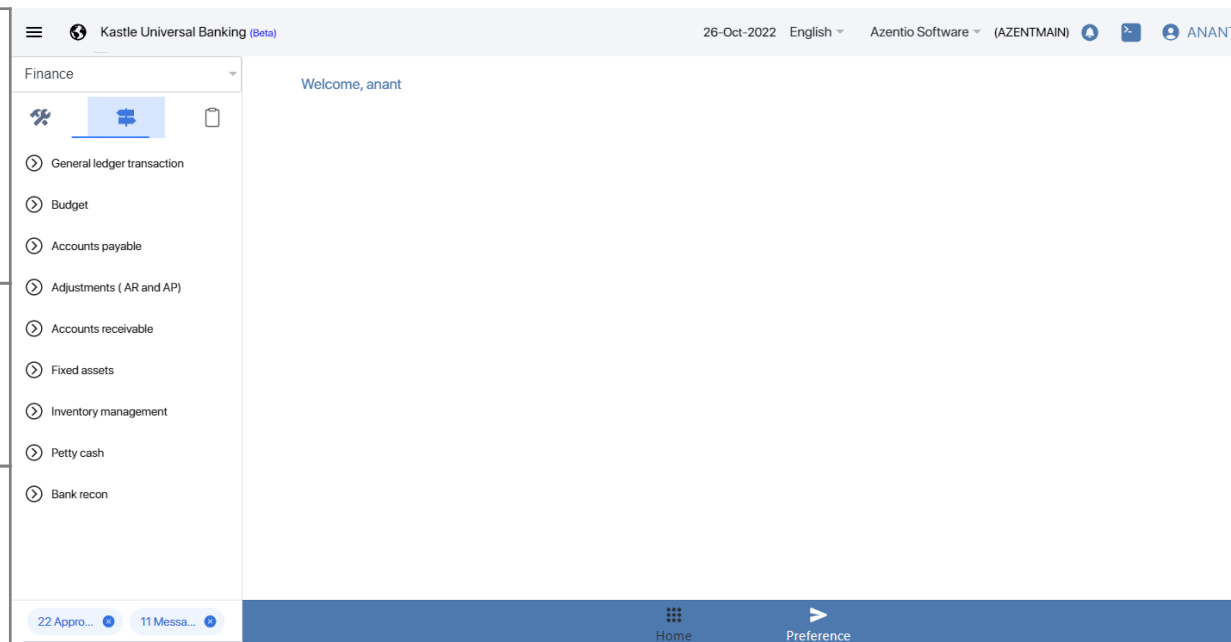 Kastle Universal Banking (Beta)
26-Oct-2022 English Azentio Software (AZENTMAIN) ANANT
Finance
Welcome, anant
General ledger transaction
Budget
Accounts payable
Adjustments ( AR and AP)
Accounts receivable
Fixed assets
Inventory management
Petty cash
Bank recon
22 Appro... 11 Messa...
Home Preference